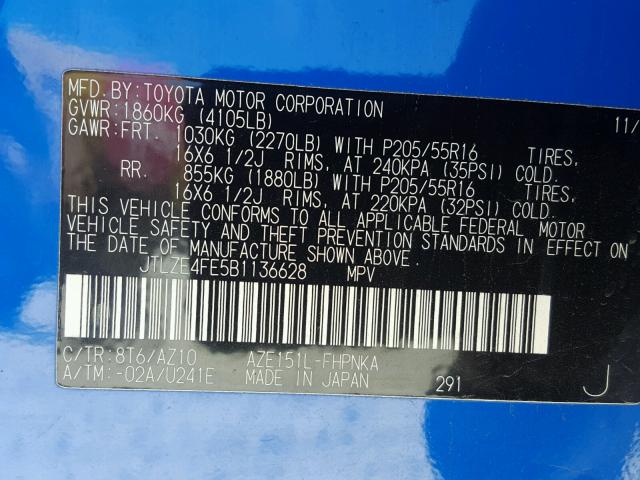 MFD. BY: TOYOTA MOTOR CORPORATION 11/
GVWR: 1860KG (4105LB)
GAWR: FRT. 1030KG (2270LB) WITH P205/55R16 TIRES,
16X6 1/2J RIMS, AT 240KPA (35PSI) COLD.
RR. 855KG (1880LB) WITH P205/55R16 TIRES,
16X6 1/2J RIMS, AT 220KPA (32PSI) COLD.
THIS VEHICLE CONFORMS TO ALL APPLICABLE FEDERAL MOTOR
VEHICLE SAFETY AND THEFT PREVENTION STANDARDS IN EFFECT ON
THE DATE OF MANUFACTURE SHOWN ABOVE.
JTLZE4FE5B1136628 MPV
C/TR: 8T6/AZ10 AZE151L-FHPNKA
A/TM: -02A/U241E MADE IN JAPAN 291 J